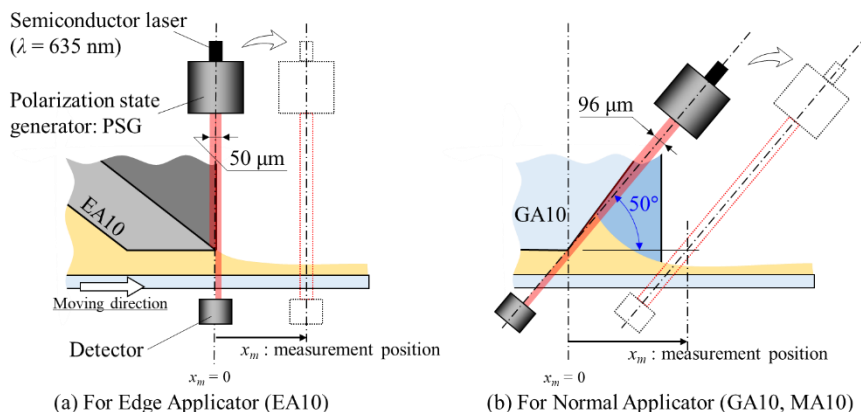 Semiconductor laser
(λ = 635 nm)
Polarization state
generator: PSG
50 μm
EA10
Moving direction
Detector
x_m : measurement position
x_m = 0
(a) For Edge Applicator (EA10)
96 μm
GA10
50°
x_m : measurement position
x_m = 0
(b) For Normal Applicator (GA10, MA10)